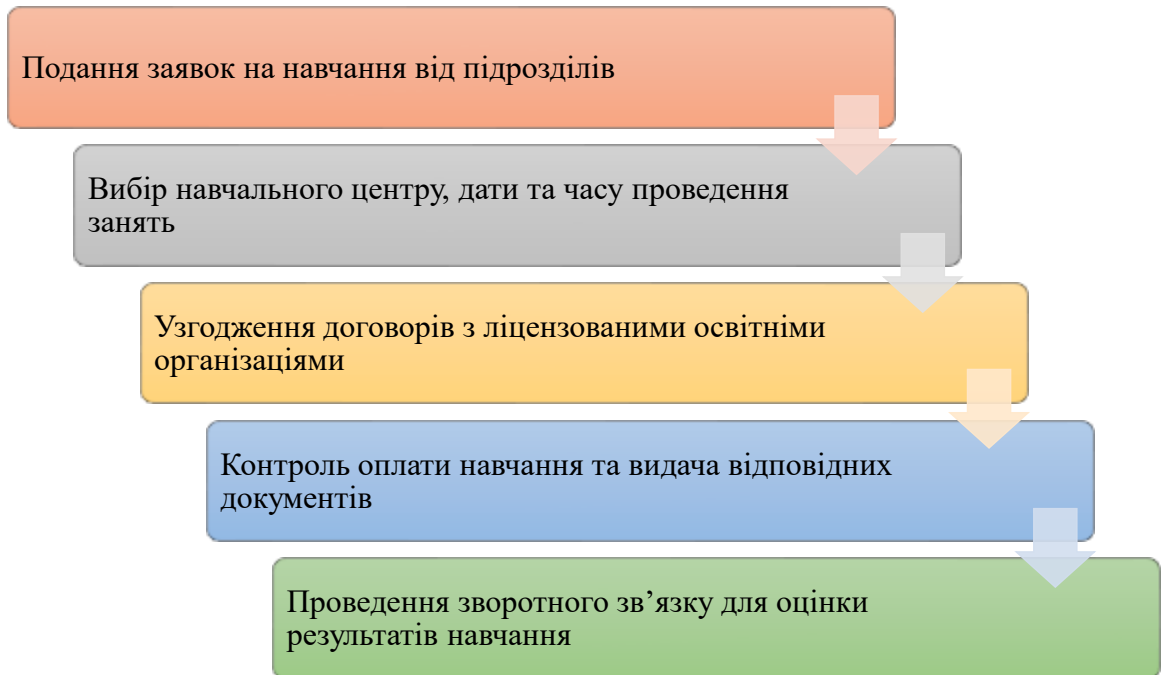 Подання заявок на навчання від підрозділів
Вибір навчального центру, дати та часу проведення
занять
Узгодження договорів з ліцензованими освітніми
організаціями
Контроль оплати навчання та видача відповідних
документів
Проведення зворотного зв’язку для оцінки
результатів навчання